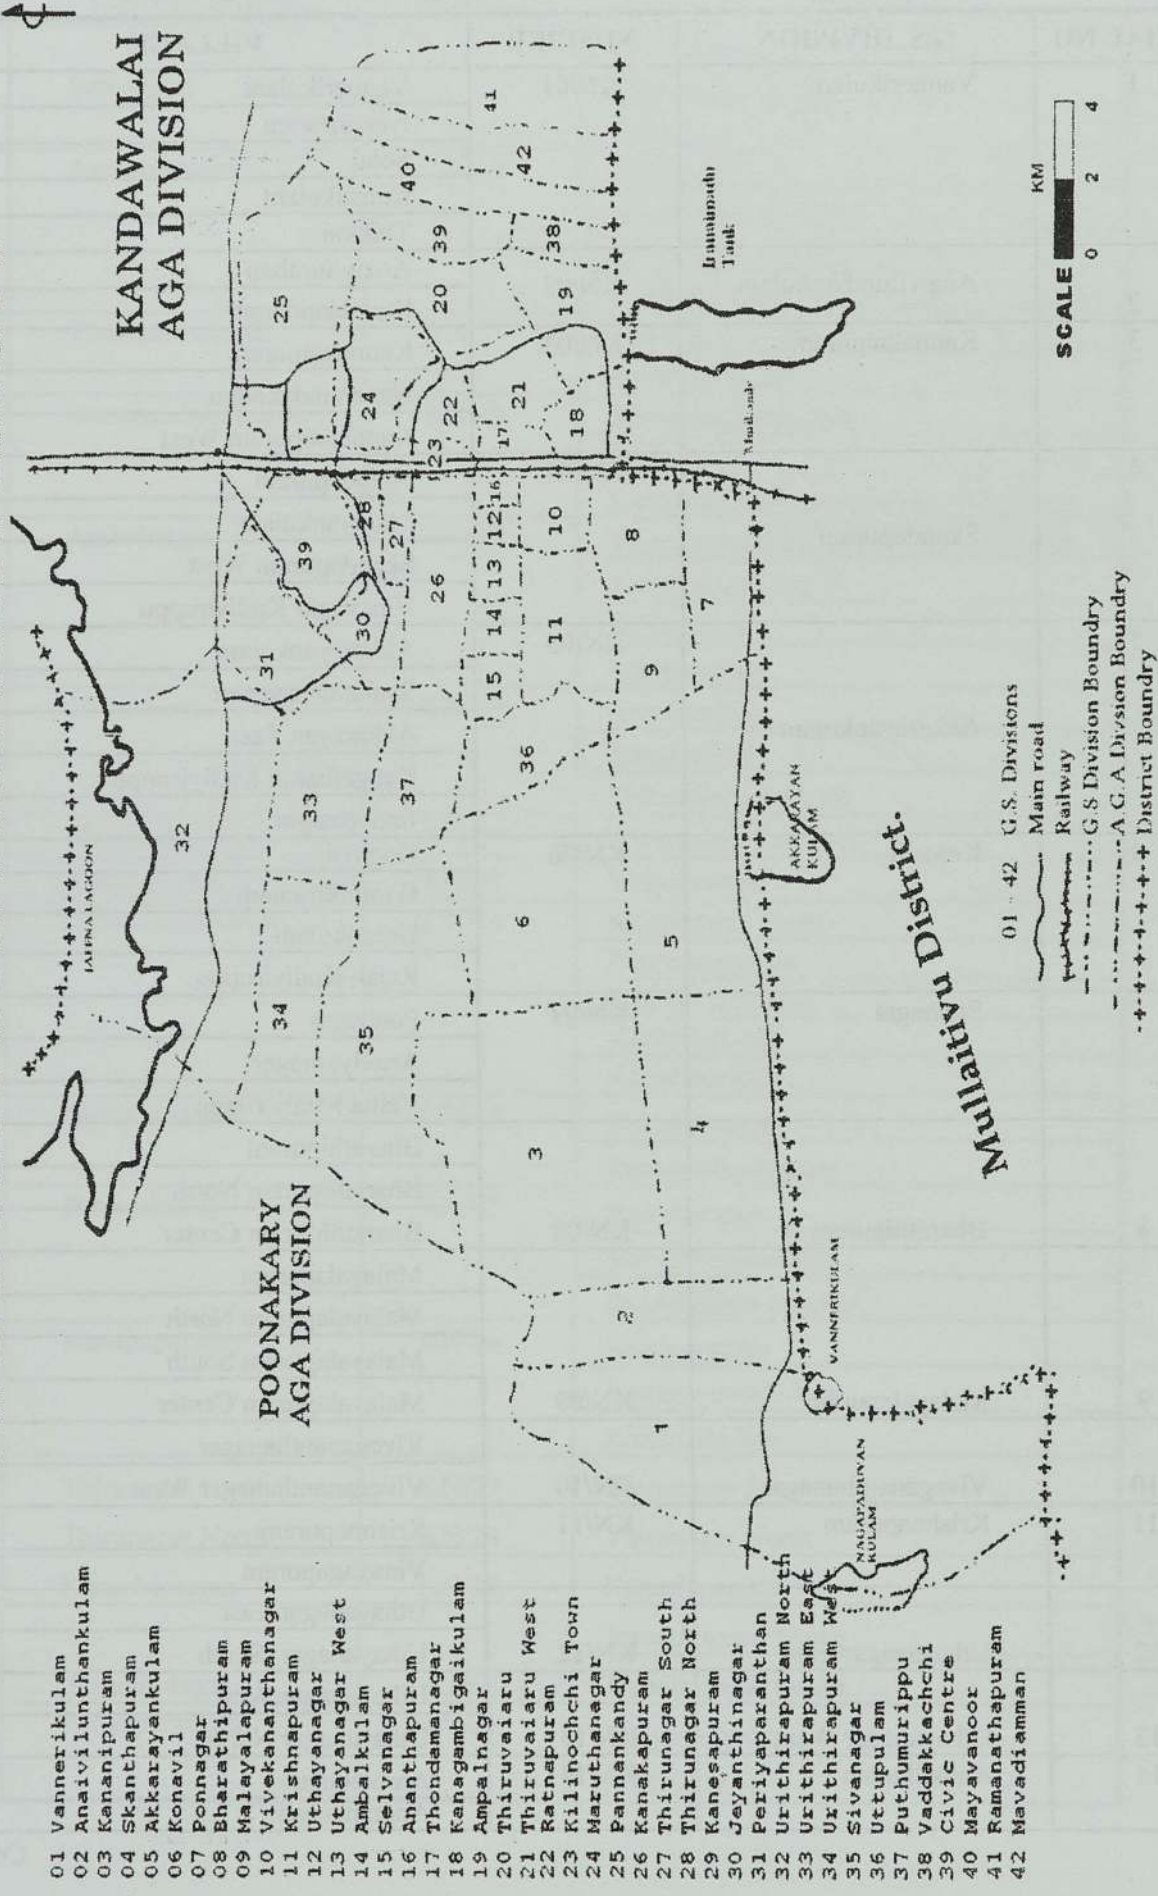 KANDAWALAI
AGA DIVISION
POONAKARY
AGA DIVISION
JAFFNA LAGOON
Iranaimadu
Tank
AKKARAYAN
KULAM
VANNERIKULAM
NAGAPADUVAN
KULAM
Mullaitivu District.
41
42
40
39
38
25
20
19
24
22
21
23
17
18
16
28
27
39
30
31
26
12
13
14
15
10
11
8
7
9
32
33
37
36
34
35
6
5
3
4
2
1
SCALE
KM
0 2 4
01 - 42 G.S. Divisions
Main road
Railway
G.S Division Boundry
A G.A Divsion Boundry
District Boundry
01 Vannerikulam
02 Anaivilunthankulam
03 Kananipuram
04 Skanthapuram
05 Akkarayankulam
06 Konavil
07 Ponnagar
08 Bharathipuram
09 Malayalapuram
10 Vivekananthanagar
11 Krishnapuram
12 Uthayanagar
13 Uthayanagar West
14 Ambalkulam
15 Selvanagar
16 Ananthapuram
17 Thondamanagar
18 Kanagambigaikulam
19 Ampalnagar
20 Thiruvaiaru
21 Thiruvaiaru West
22 Ratnapuram
23 Kilinochchi Town
24 Maruthanagar
25 Pannankandy
26 Kanakapuram
27 Thirunagar South
28 Thirunagar North
29 Kanesapuram
30 Jeyanthinagar
31 Periyaparanthan
32 Urithirapuram North
33 Urithirapuram East
34 Urithirapuram West
35 Sivanagar
36 Uttupulam
37 Puthumurippu
38 Vaddakkachchi
39 Civic Centre
40 Mayavanoor
41 Ramanathapuram
42 Mavadiamman